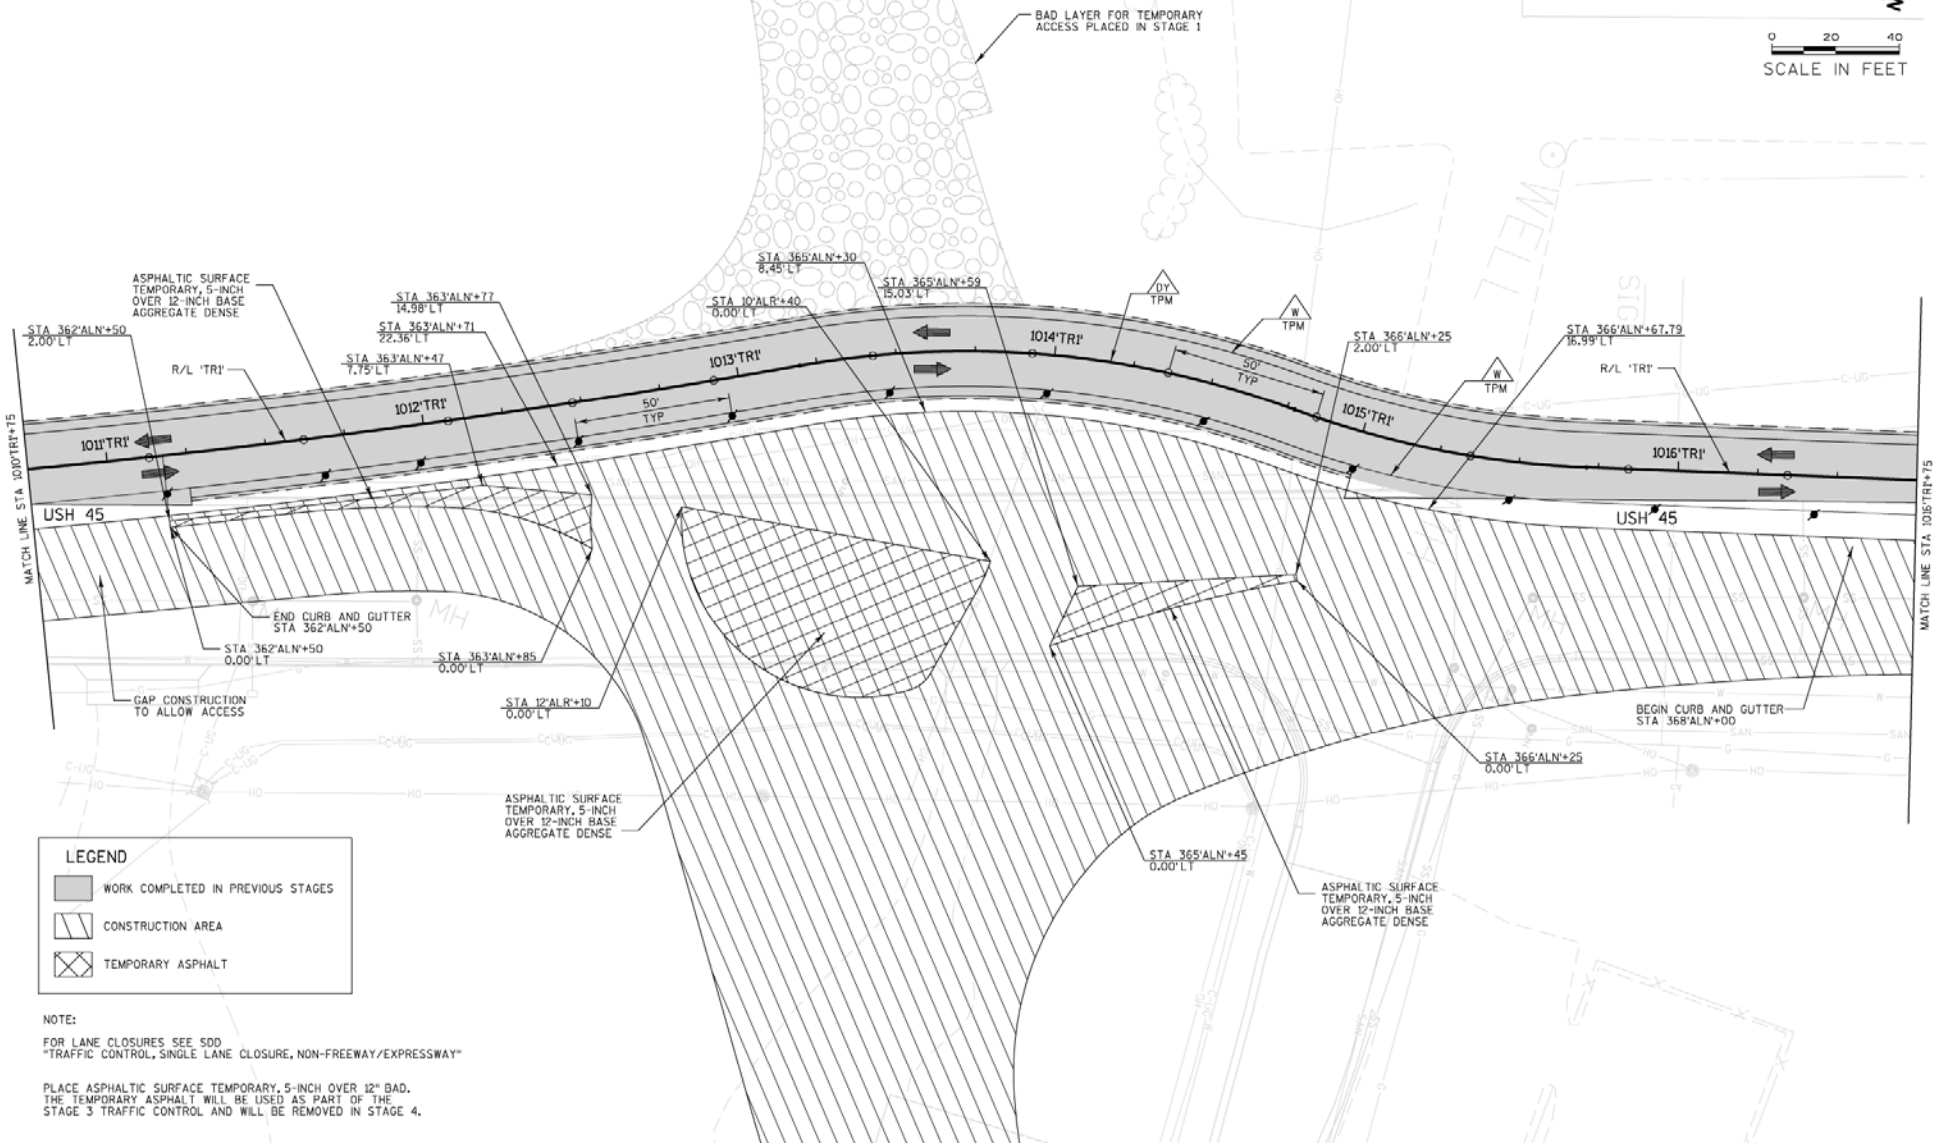 BAD LAYER FOR TEMPORARY
ACCESS PLACED IN STAGE 1
N
0 20 40
SCALE IN FEET
WELL
SIGN
ASPHALTIC SURFACE
TEMPORARY, 5-INCH
OVER 12-INCH BASE
AGGREGATE DENSE
STA 362'ALN'+50
2.00' LT
R/L 'TR1'
STA 363'ALN'+77
14.98' LT
STA 363'ALN'+71
22.36' LT
STA 363'ALN'+47
7.75' LT
STA 365'ALN'+30
8.45' LT
STA 365'ALN'+59
15.03' LT
STA 10'ALR'+40
0.00' LT
DY
TPM
W
TPM
W
TPM
STA 366'ALN'+25
2.00' LT
STA 366'ALN'+67.79
16.99' LT
R/L 'TR1'
1011'TR1'
1012'TR1'
1013'TR1'
1014'TR1'
1015'TR1'
1016'TR1'
50'
TYP
50'
TYP
MATCH LINE STA 1010'TR1'+75
MATCH LINE STA 1016'TR1'+75
USH 45
USH 45
MH
MH
END CURB AND GUTTER
STA 362'ALN'+50
STA 362'ALN'+50
0.00' LT
GAP CONSTRUCTION
TO ALLOW ACCESS
STA 363'ALN'+85
0.00' LT
STA 12'ALR'+10
0.00' LT
ASPHALTIC SURFACE
TEMPORARY, 5-INCH
OVER 12-INCH BASE
AGGREGATE DENSE
BEGIN CURB AND GUTTER
STA 368'ALN'+00
STA 366'ALN'+25
0.00' LT
STA 365'ALN'+45
0.00' LT
ASPHALTIC SURFACE
TEMPORARY, 5-INCH
OVER 12-INCH BASE
AGGREGATE DENSE
LEGEND
WORK COMPLETED IN PREVIOUS STAGES
CONSTRUCTION AREA
TEMPORARY ASPHALT
NOTE:
FOR LANE CLOSURES SEE SDD
"TRAFFIC CONTROL, SINGLE LANE CLOSURE, NON-FREEWAY/EXPRESSWAY"
PLACE ASPHALTIC SURFACE TEMPORARY, 5-INCH OVER 12" BAD.
THE TEMPORARY ASPHALT WILL BE USED AS PART OF THE
STAGE 3 TRAFFIC CONTROL AND WILL BE REMOVED IN STAGE 4.